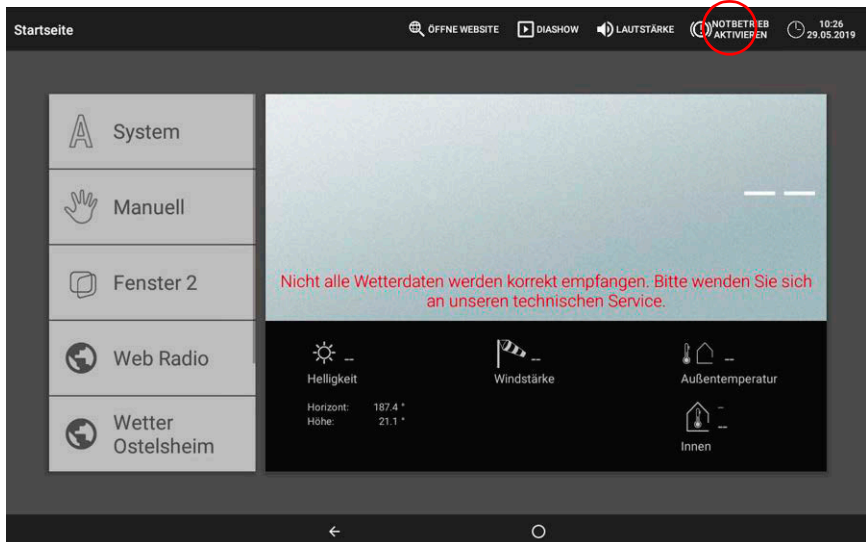 Startseite
ÖFFNE WEBSITE
DIASHOW
LAUTSTÄRKE
NOTBETRIEB
AKTIVIEREN
10:26
29.05.2019
System
Manuell
Fenster 2
Web Radio
Wetter
Ostelsheim
Nicht alle Wetterdaten werden korrekt empfangen. Bitte wenden Sie sich
an unseren technischen Service.
Helligkeit
Horizont: 187.4 °
Höhe: 21.1 °
Windstärke
Außentemperatur
Innen